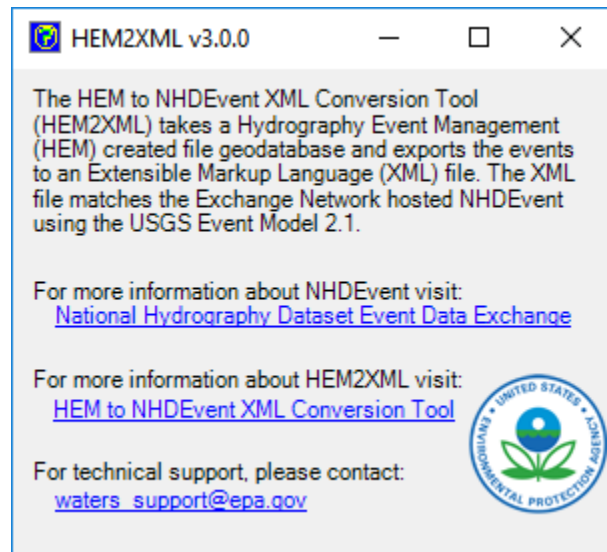 HEM2XML v3.0.0
The HEM to NHDEvent XML Conversion Tool
(HEM2XML) takes a Hydrography Event Management
(HEM) created file geodatabase and exports the events
to an Extensible Markup Language (XML) file. The XML
file matches the Exchange Network hosted NHDEvent
using the USGS Event Model 2.1.
For more information about NHDEvent visit:
National Hydrography Dataset Event Data Exchange
For more information about HEM2XML visit:
HEM to NHDEvent XML Conversion Tool
UNITED STATES
ENVIRONMENTAL PROTECTION AGENCY
For technical support, please contact:
waters_support@epa.gov